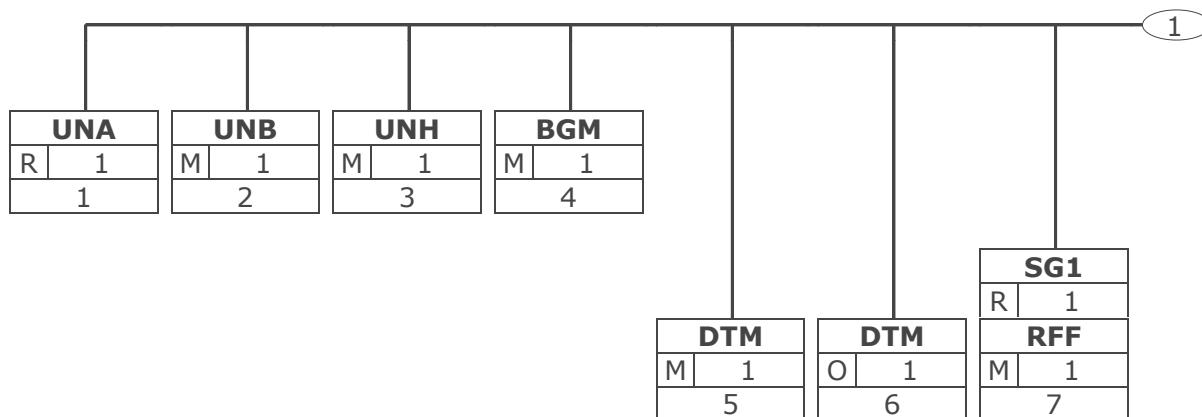 1
UNA UNB UNH BGM
R 1 M 1 M 1 M 1
1 2 3 4
SG1
R 1
DTM DTM RFF
M 1 O 1 M 1
5 6 7